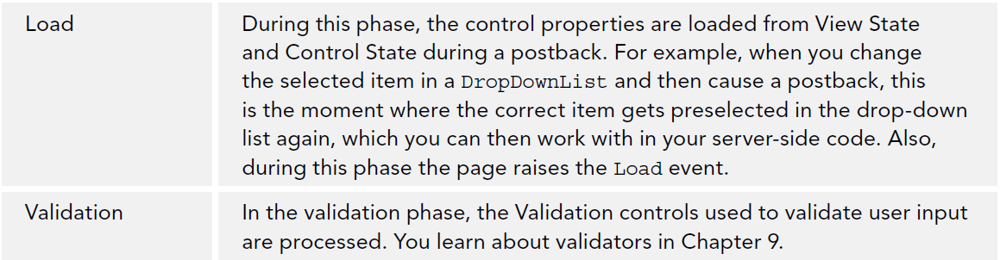 Load
During this phase, the control properties are loaded from View State
and Control State during a postback. For example, when you change
the selected item in a DropDownList and then cause a postback, this
is the moment where the correct item gets preselected in the drop-down
list again, which you can then work with in your server-side code. Also,
during this phase the page raises the Load event.
Validation
In the validation phase, the Validation controls used to validate user input
are processed. You learn about validators in Chapter 9.